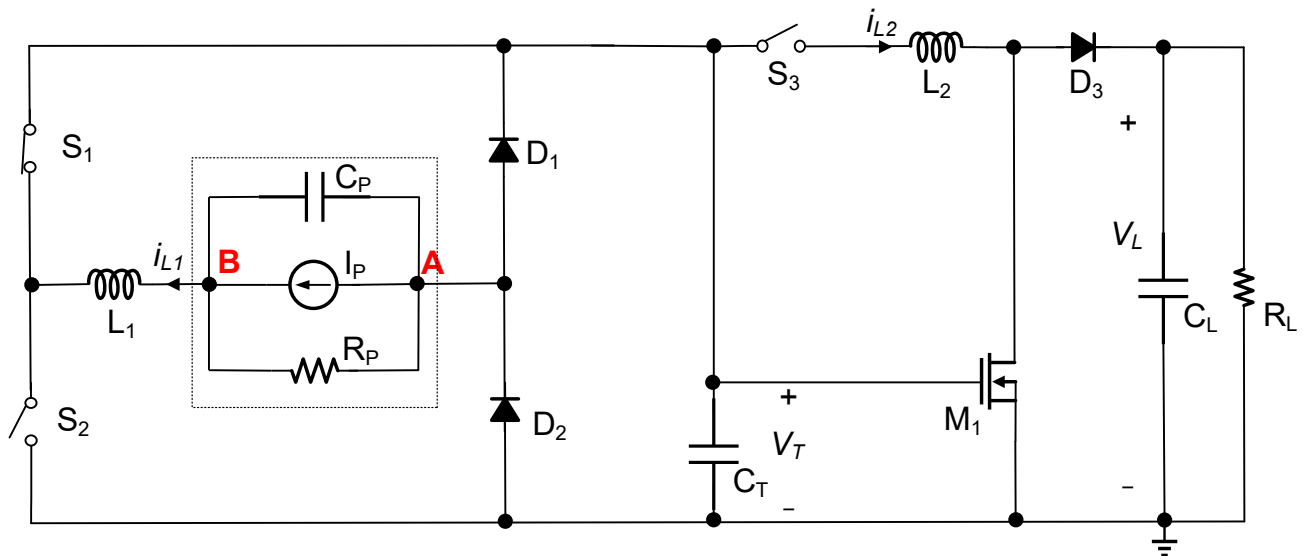 iL2
S3
L2
D3
S1
D1
CP
+
iL1
B
IP
A
VL
L1
CL
RL
RP
+
S2
D2
M1
VT
CT
–
–